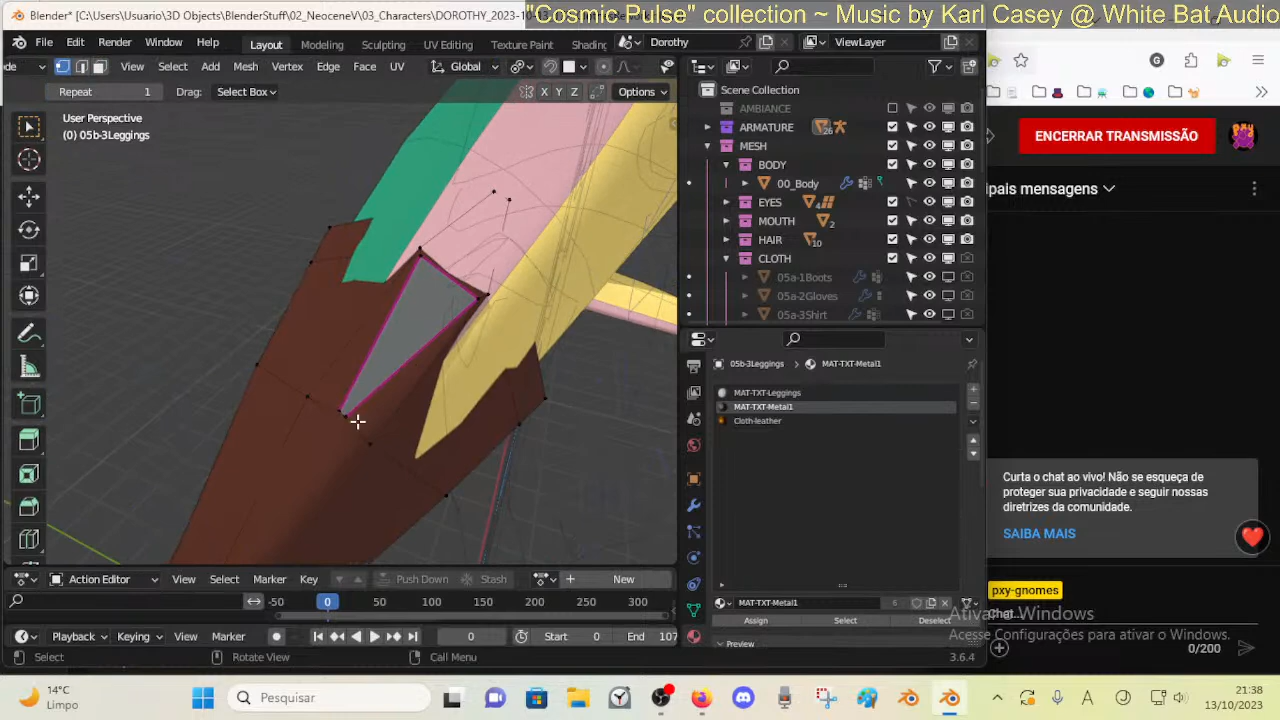 Blender* [C:\Users\Usuario\3D Objects\BlenderStuff\02_NeoceneV\03_Characters\DOROTHY_2023-10-
"Cosmic Pulse" collection ~ Music by Karl Casey @ White Bat Audio
File Edit Render Window Help Layout Modeling Sculpting UV Editing Texture Paint Shading Dorothy ViewLayer
de View Select Add Mesh Vertex Edge Face UV Global
Repeat 1 Drag: Select Box X Y Z Options
User Perspective
(0) 05b-3Leggings
Scene Collection
AMBIANCE
ARMATURE 26
MESH
BODY
00_Body
EYES 4
MOUTH 2
HAIR 10
CLOTH
05a-1Boots
05a-2Gloves
05a-3Shirt
05b-3Leggings MAT-TXT-Metal1
MAT-TXT-Leggings
MAT-TXT-Metal1
Cloth-leather
MAT-TXT-Metal1 6
Assign Select Deselect
Preview
Action Editor View Select Marker Key Push Down Stash New
-50 0 50 100 150 200 250 300
Playback Keying View Marker 0 Start 0 End 107
Select Rotate View Call Menu 3.6.4
G
ENCERRAR TRANSMISSÃO
ipais mensagens
Curta o chat ao vivo! Não se esqueça de
proteger sua privacidade e seguir nossas
diretrizes da comunidade.
SAIBA MAIS
pxy-gnomes
Chat...
Ativar o Windows
Acesse Configurações para ativar o Windows.
0/200
14°C
Limpo
Pesquisar
21:38
13/10/2023